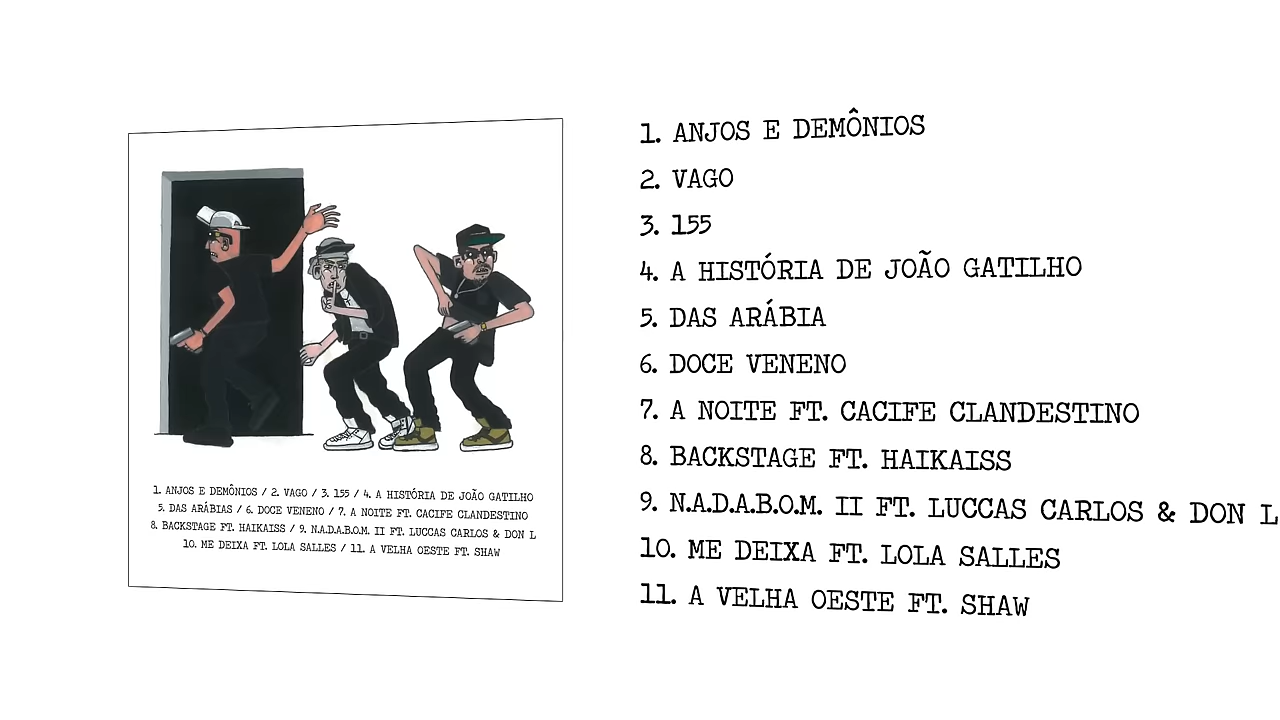 1. ANJOS E DEMÔNIOS / 2. VAGO / 3. 155 / 4. A HISTÓRIA DE JOÃO GATILHO
5. DAS ARÁBIAS / 6. DOCE VENENO / 7. A NOITE FT. CACIFE CLANDESTINO
8. BACKSTAGE FT. HAIKAISS / 9. N.A.D.A.B.O.M. II FT. LUCCAS CARLOS & DON L
10. ME DEIXA FT. LOLA SALLES / 11. A VELHA OESTE FT. SHAW
1. ANJOS E DEMÔNIOS
2. VAGO
3. 155
4. A HISTÓRIA DE JOÃO GATILHO
5. DAS ARÁBIA
6. DOCE VENENO
7. A NOITE FT. CACIFE CLANDESTINO
8. BACKSTAGE FT. HAIKAISS
9. N.A.D.A.B.O.M. II FT. LUCCAS CARLOS & DON L
10. ME DEIXA FT. LOLA SALLES
11. A VELHA OESTE FT. SHAW